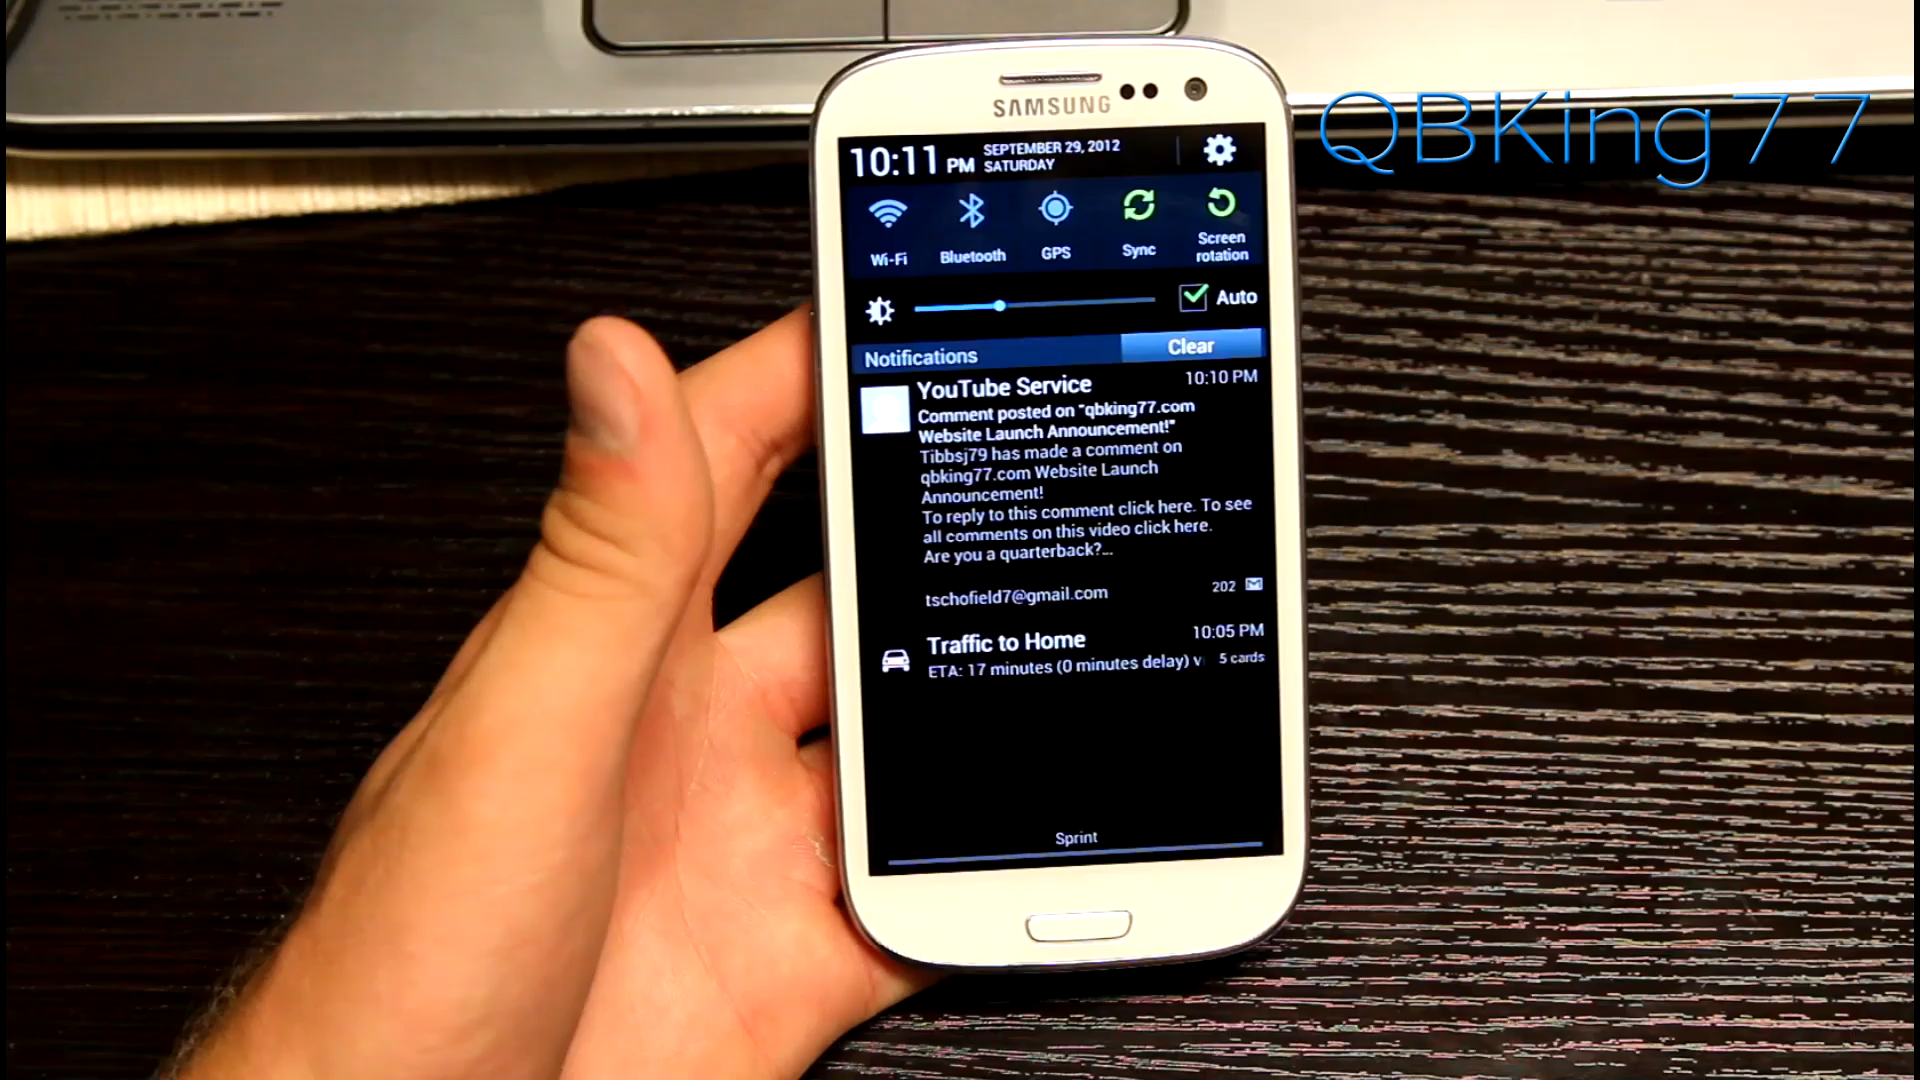 QBKing77
SAMSUNG
10:11 PM SEPTEMBER 29, 2012
SATURDAY
Wi-Fi Bluetooth GPS Sync Screen rotation
Auto
Notifications Clear
YouTube Service 10:10 PM
Comment posted on "qbking77.com
Website Launch Announcement!"
Tibbsj79 has made a comment on
qbking77.com Website Launch
Announcement!
To reply to this comment click here. To see
all comments on this video click here.
Are you a quarterback?...
tschofield7@gmail.com 202
Traffic to Home 10:05 PM
ETA: 17 minutes (0 minutes delay) v 5 cards
Sprint